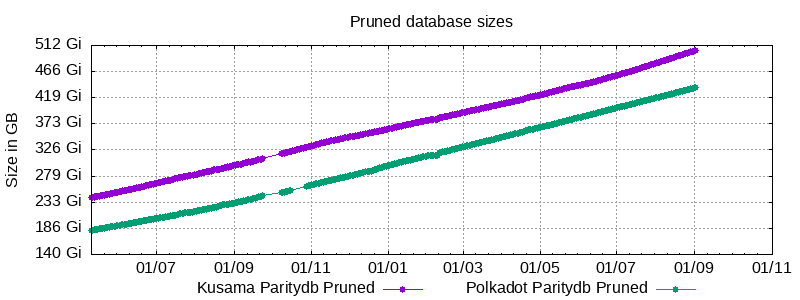 Pruned database sizes
Size in GB
512 Gi
466 Gi
419 Gi
373 Gi
326 Gi
279 Gi
233 Gi
186 Gi
140 Gi
01/07 01/09 01/11 01/01 01/03 01/05 01/07 01/09 01/11
Kusama Paritydb Pruned Polkadot Paritydb Pruned